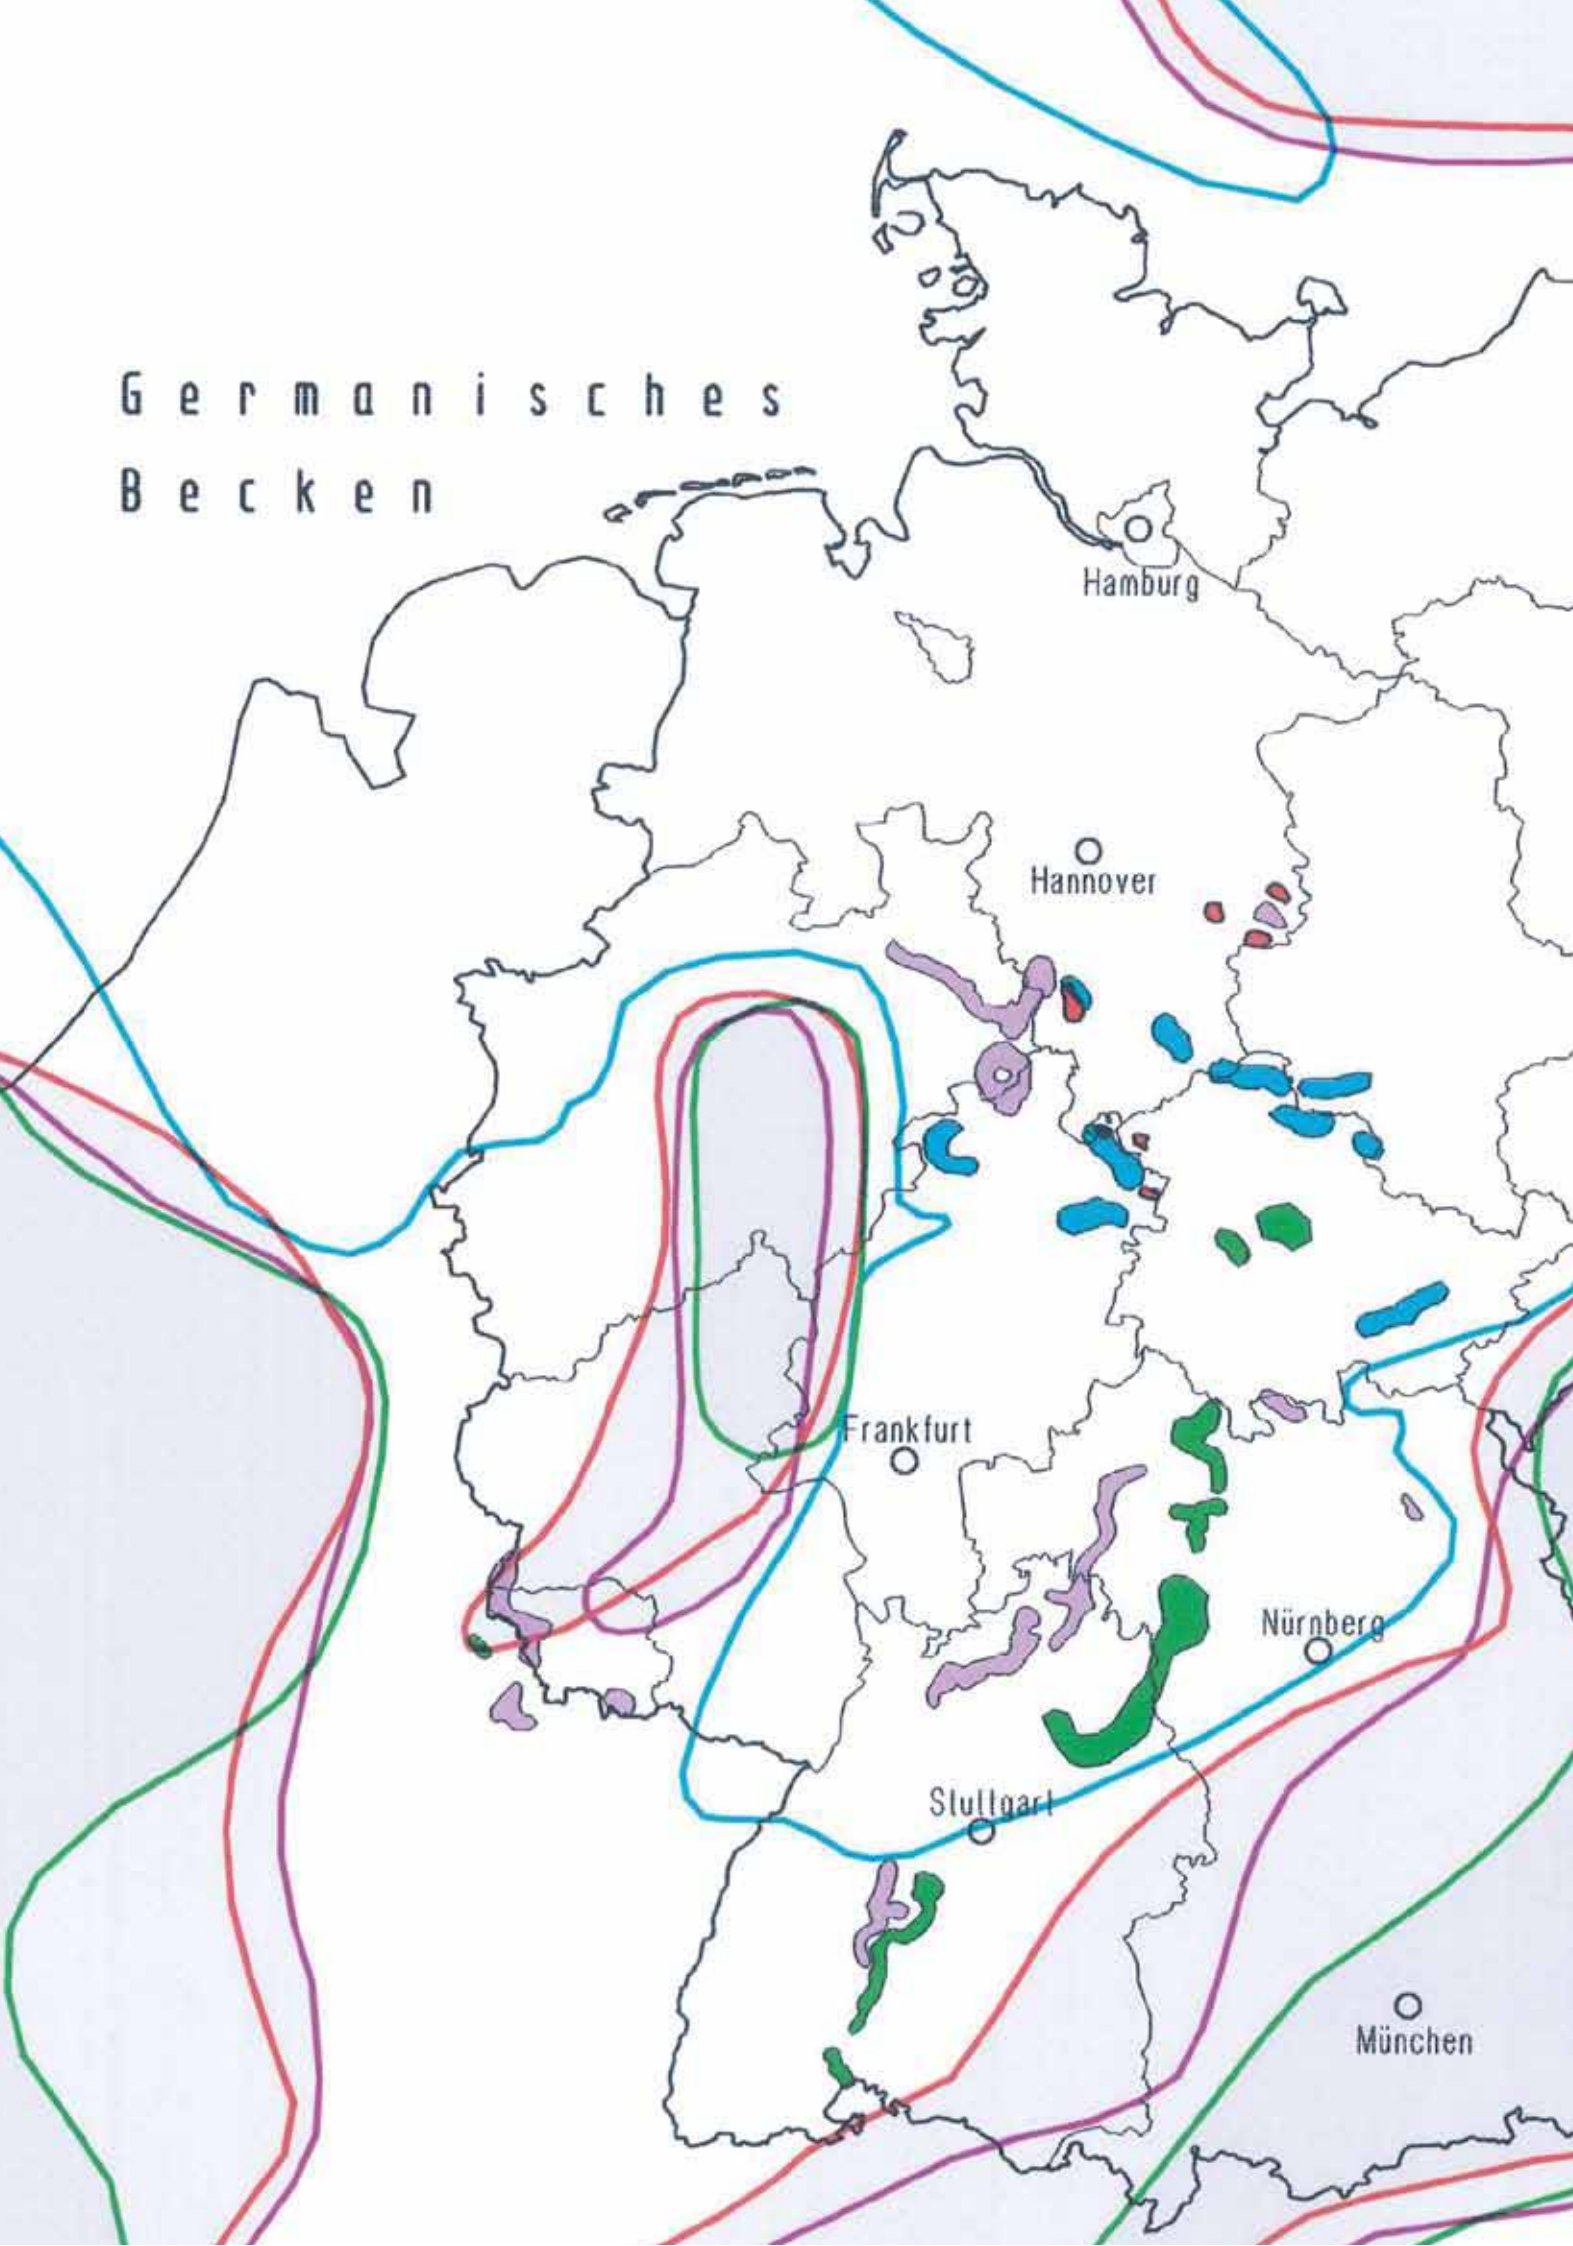 Germanisches
Becken
Hamburg
Hannover
Frankfurt
Nürnberg
Stuttgart
München